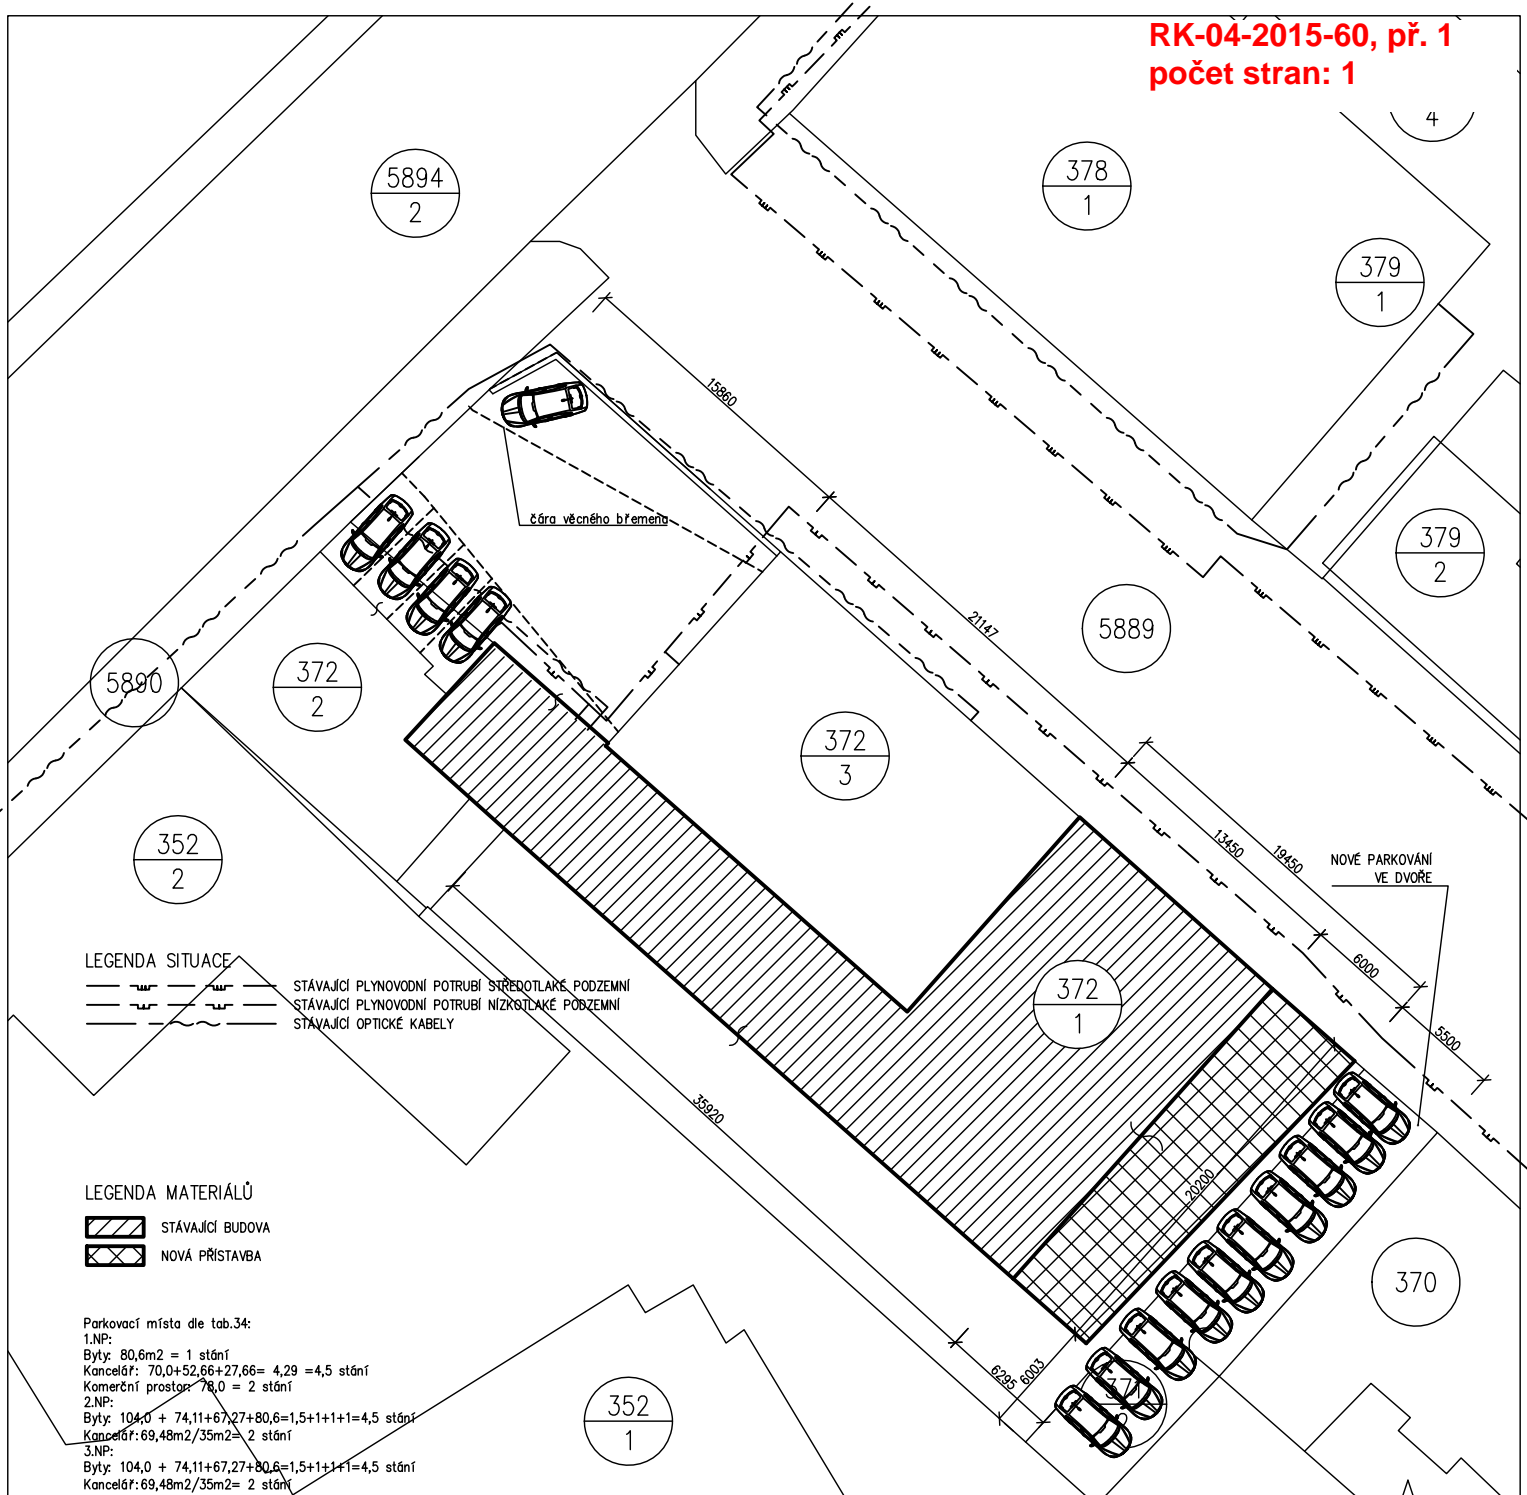 RK-04-2015-60, př. 1
počet stran: 1
4
5894
2
378
1
379
1
15860
čára věcného břemena
379
2
21147
5889
5890
372
2
372
3
13450
19450
NOVÉ PARKOVÁNÍ
VE DVOŘE
352
2
6000
LEGENDA SITUACE
STÁVAJÍCÍ PLYNOVODNÍ POTRUBÍ STŘEDOTLAKÉ PODZEMNÍ
STÁVAJÍCÍ PLYNOVODNÍ POTRUBÍ NÍZKOTLAKÉ PODZEMNÍ
STÁVAJÍCÍ OPTICKÉ KABELY
372
1
5500
35920
20200
LEGENDA MATERIÁLŮ
STÁVAJÍCÍ BUDOVA
NOVÁ PŘÍSTAVBA
370
Parkovací místa dle tab.34:
1.NP:
Byty: 80,6m2 = 1 stání
Kancelář: 70,0+52,66+27,66= 4,29 =4,5 stání
Komerční prostor: 78,0 = 2 stání
2.NP:
Byty: 104,0 + 74,11+67,27+80,6=1,5+1+1+1=4,5 stání
Kancelář:69,48m2/35m2= 2 stání
3.NP:
Byty: 104,0 + 74,11+67,27+80,6=1,5+1+1+1=4,5 stání
Kancelář:69,48m2/35m2= 2 stání
6295
6003
371
2
352
1